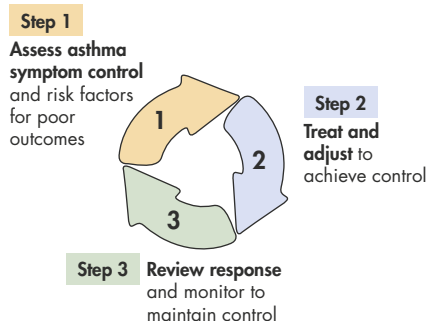 Step 1
Assess asthma
symptom control
and risk factors
for poor
outcomes
1
Step 2
Treat and
adjust to
achieve control
2
3
Step 3
Review response
and monitor to
maintain control